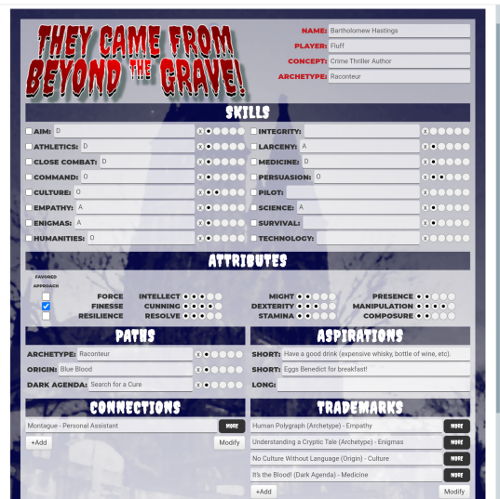 THEY CAME FROM
BEYOND THE GRAVE!
NAME: Bartholomew Hastings
PLAYER: Fluff
CONCEPT: Crime Thriller Author
ARCHETYPE: Raconteur
SKILLS
AIM: D
INTEGRITY:
ATHLETICS: D
LARCENY: A
CLOSE COMBAT: D
MEDICINE: D
COMMAND: O
PERSUASION: O
CULTURE: O
PILOT:
EMPATHY: A
SCIENCE: A
ENIGMAS: A
SURVIVAL:
HUMANITIES: O
TECHNOLOGY:
ATTRIBUTES
FAVORED
APPROACH
FORCE INTELLECT MIGHT PRESENCE
FINESSE CUNNING DEXTERITY MANIPULATION
RESILIENCE RESOLVE STAMINA COMPOSURE
PATHS
ARCHETYPE: Raconteur
ORIGIN: Blue Blood
DARK AGENDA: Search for a Cure
ASPIRATIONS
SHORT: Have a good drink (expensive whisky, bottle of wine, etc).
SHORT: Eggs Benedict for breakfast!
LONG:
CONNECTIONS
Montague - Personal Assistant MORE
+Add Modify
TRADEMARKS
Human Polygraph (Archetype) - Empathy MORE
Understanding a Cryptic Tale (Archetype) - Enigmas MORE
No Culture Without Language (Origin) - Culture MORE
It's the Blood! (Dark Agenda) - Medicine MORE
+Add Modify